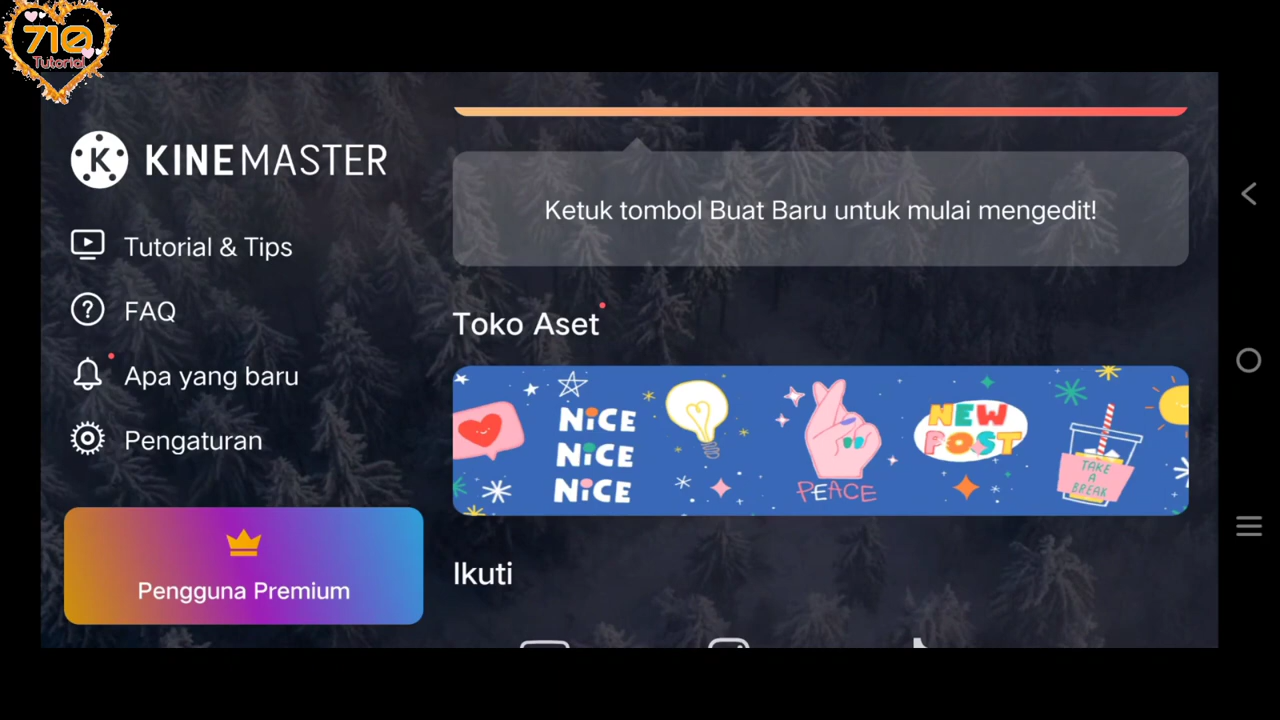 710
Tutorial
KINEMASTER
Tutorial & Tips
FAQ
Apa yang baru
Pengaturan
Pengguna Premium
Ketuk tombol Buat Baru untuk mulai mengedit!
Toko Aset
NiCE
NiCE
NiCE
PEACE
NEW
POST
TAKE
A
BREAK
Ikuti